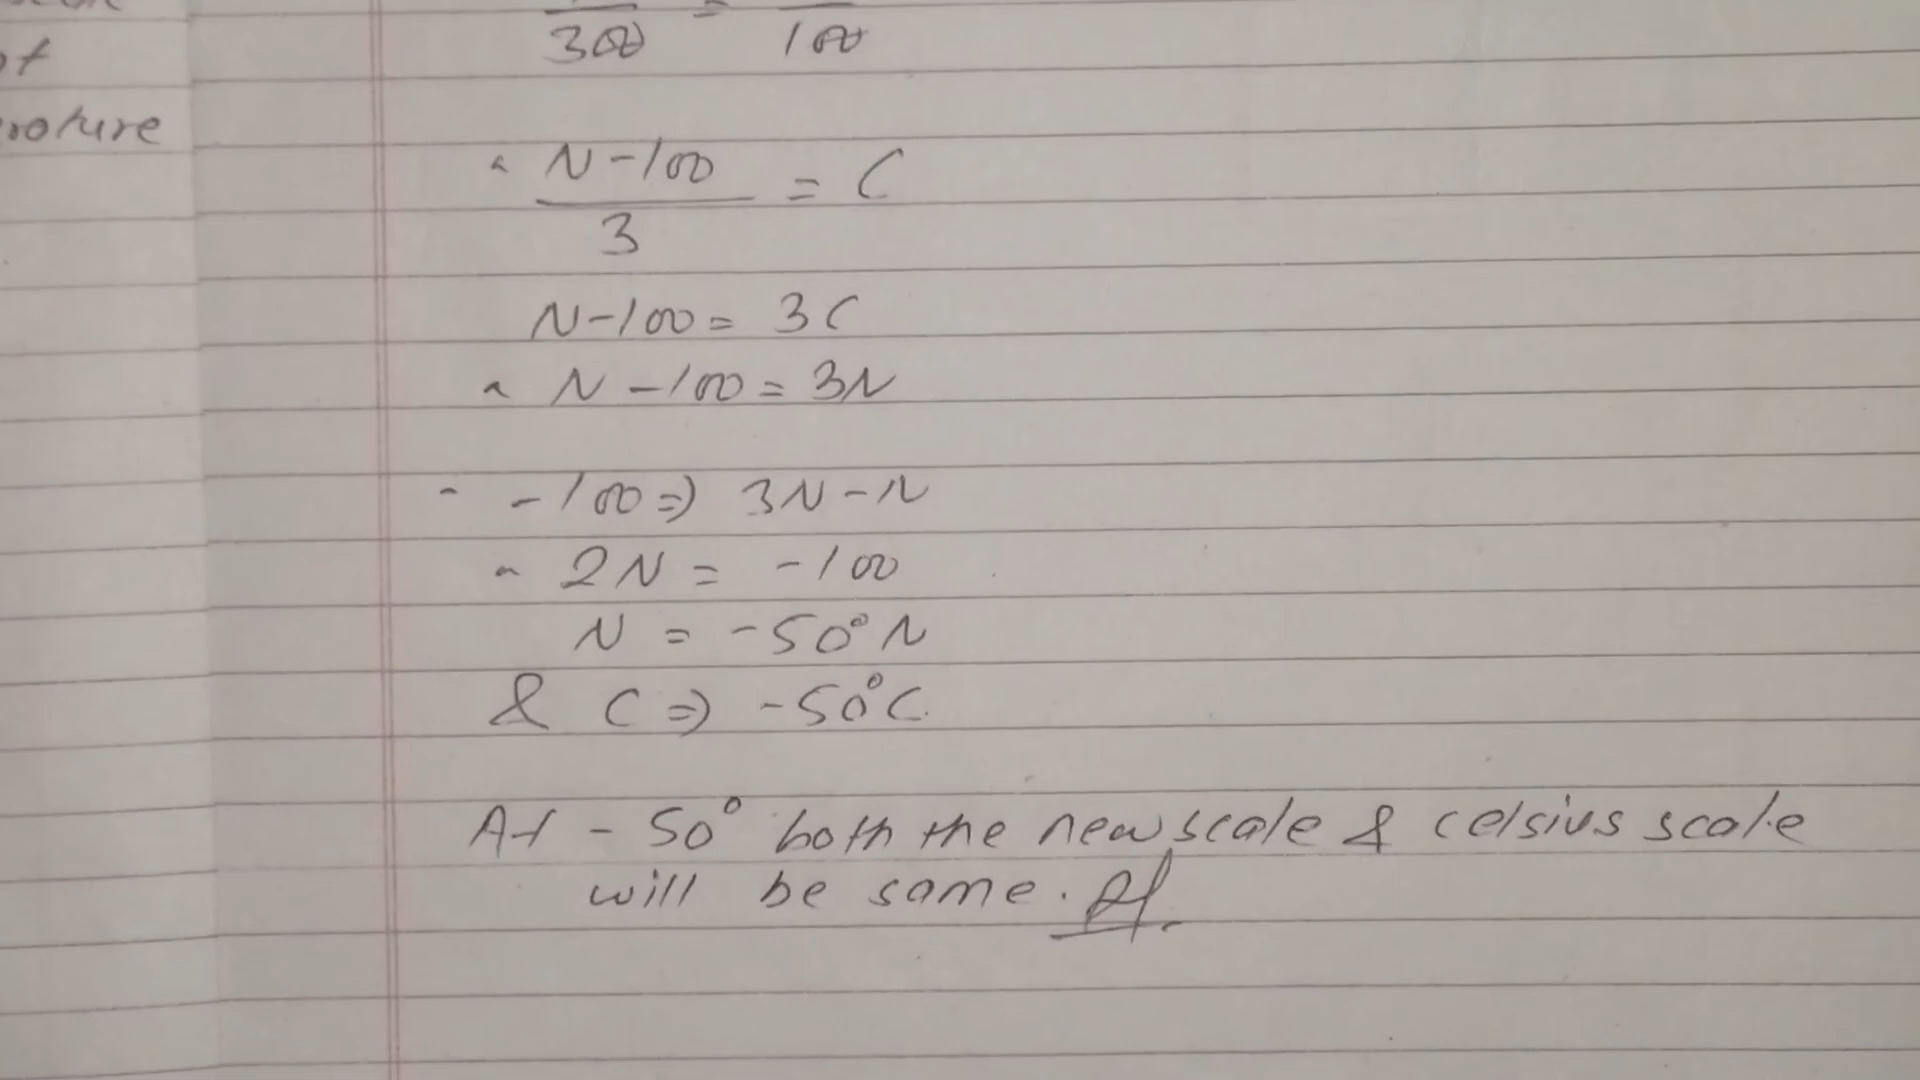 300 = 100
of
N-100
= C
3
N-100 = 3C
N-100 = 3N
-100 => 3N-N
2N = -100
N = -50°N
& C => -50°C.
At -50° both the new scale & celsius scale
will be same.